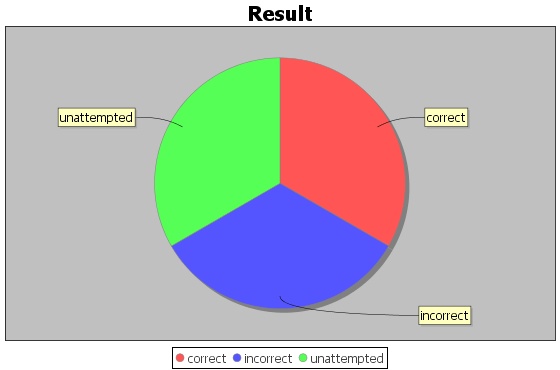 Result
unattempted
correct
incorrect
correct incorrect unattempted